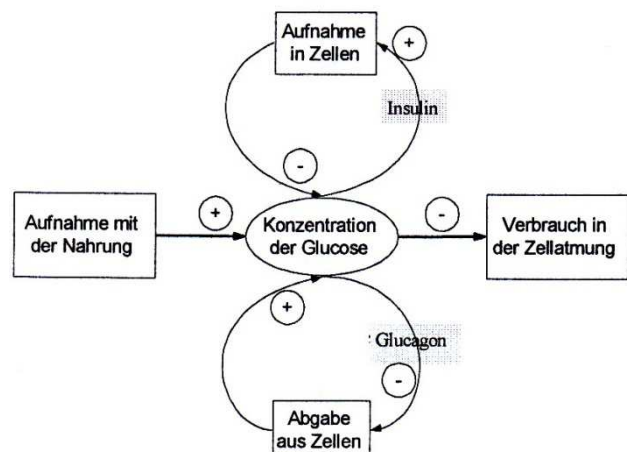 Aufnahme
in Zellen
+
Insulin
-
Aufnahme mit
der Nahrung
+
Konzentration
der Glucose
-
Verbrauch in
der Zellatmung
+
Glucagon
-
Abgabe
aus Zellen